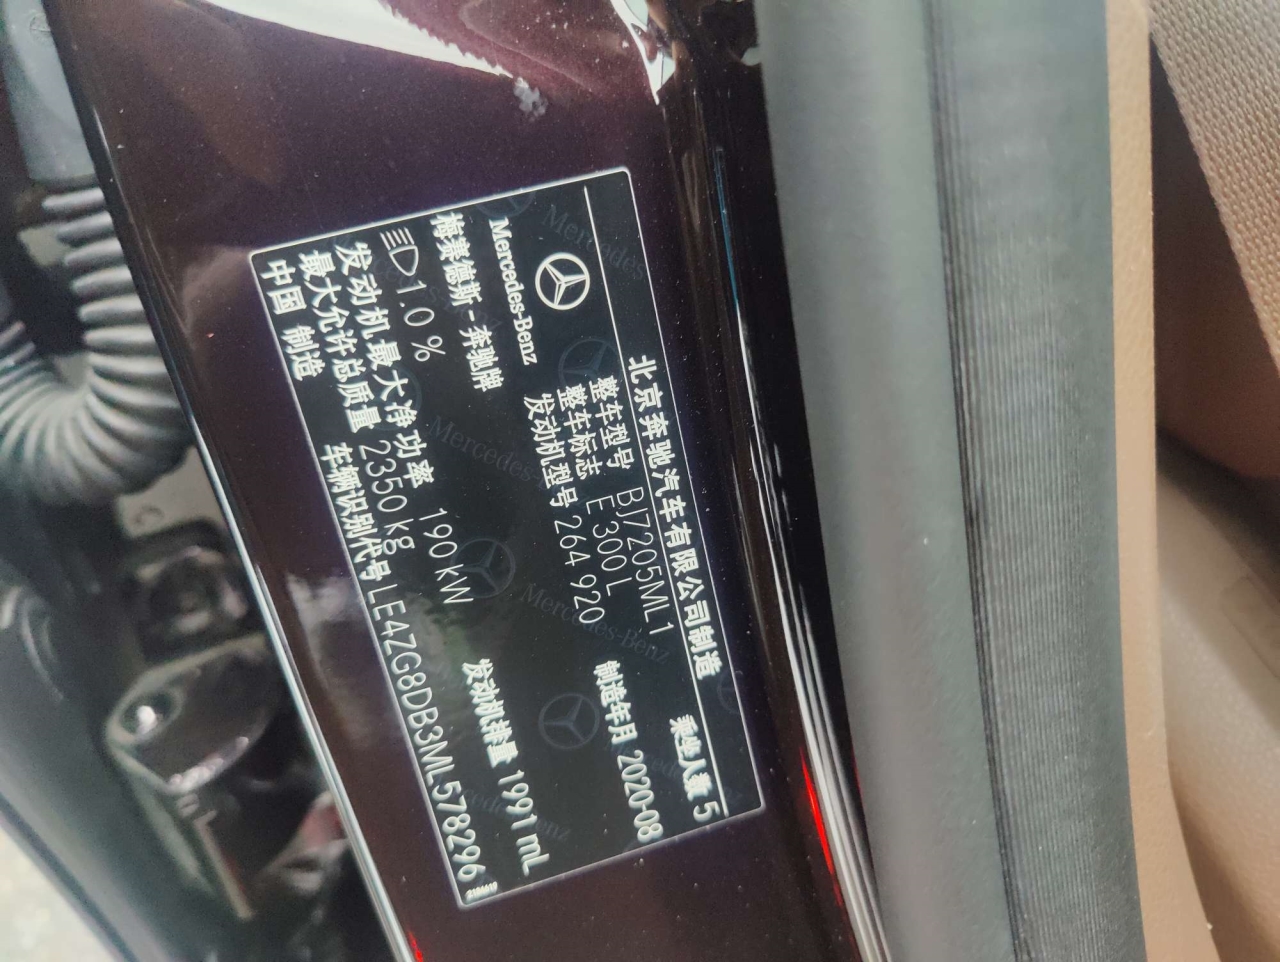 北京奔驰汽车有限公司制造
Mercedes-Benz
整车型号 BJ7205ML1 乘坐人数 5
整车标志 E 300 L
梅赛德斯-奔驰牌 发动机型号 264 920 制造年月 2020-08
1.0 %
发动机最大净功率 190 kW 发动机排量 1991 mL
最大允许总质量 2350 kg
中国 制造 车辆识别代号 LE4ZG8DB3ML578296